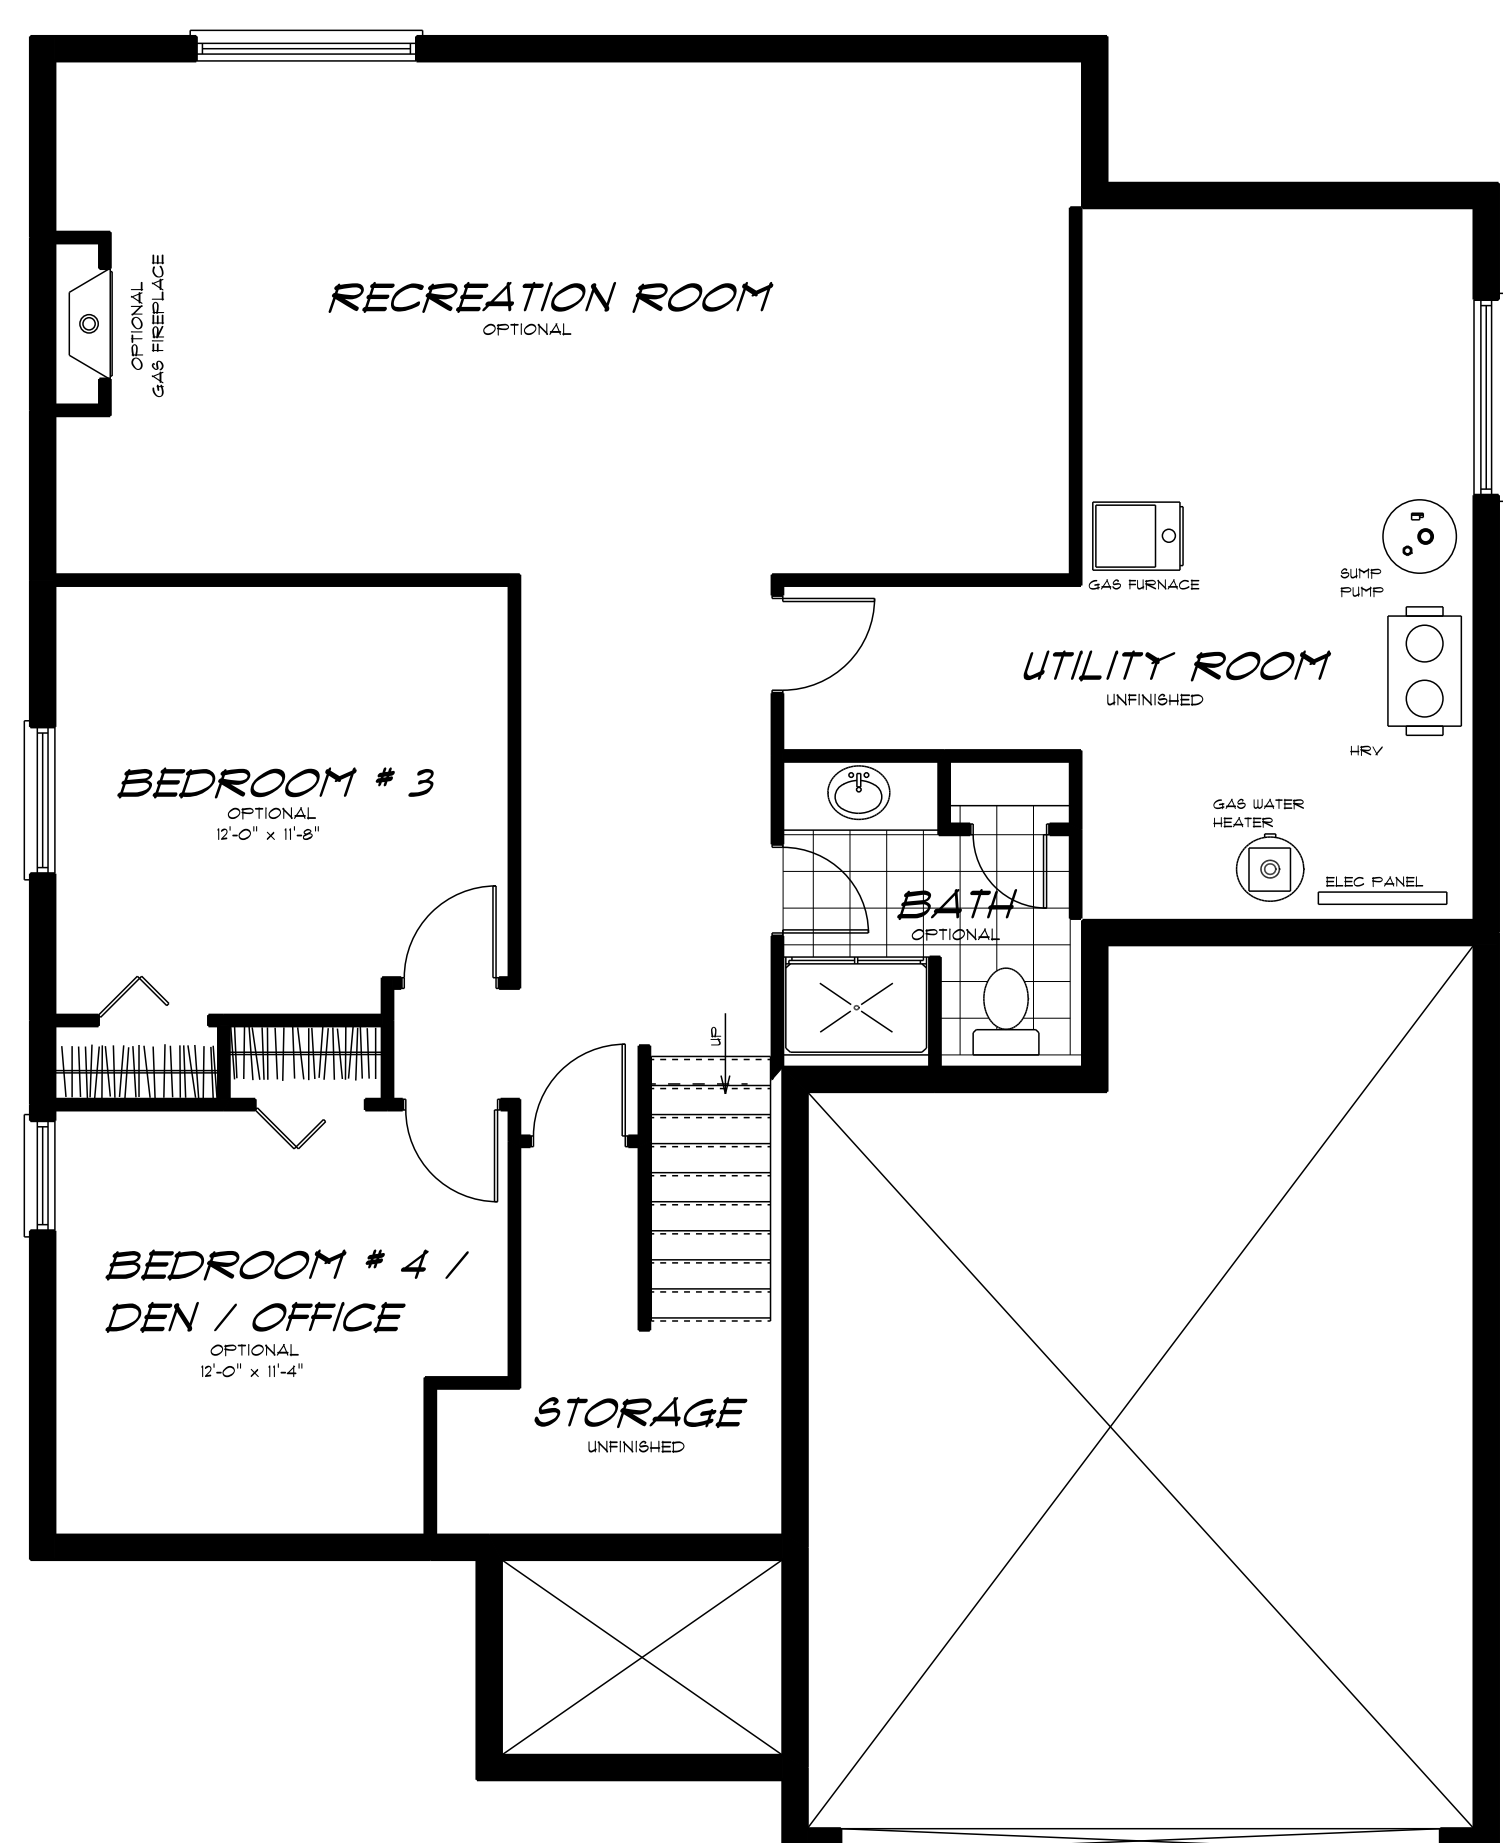 RECREATION ROOM
OPTIONAL
OPTIONAL
GAS FIREPLACE
GAS FURNACE
SUMP
PUMP
UTILITY ROOM
UNFINISHED
HRV
BEDROOM # 3
OPTIONAL
12'-0" x 11'-8"
GAS WATER
HEATER
ELEC PANEL
BATH
OPTIONAL
UP
BEDROOM # 4 /
DEN / OFFICE
OPTIONAL
12'-0" x 11'-4"
STORAGE
UNFINISHED